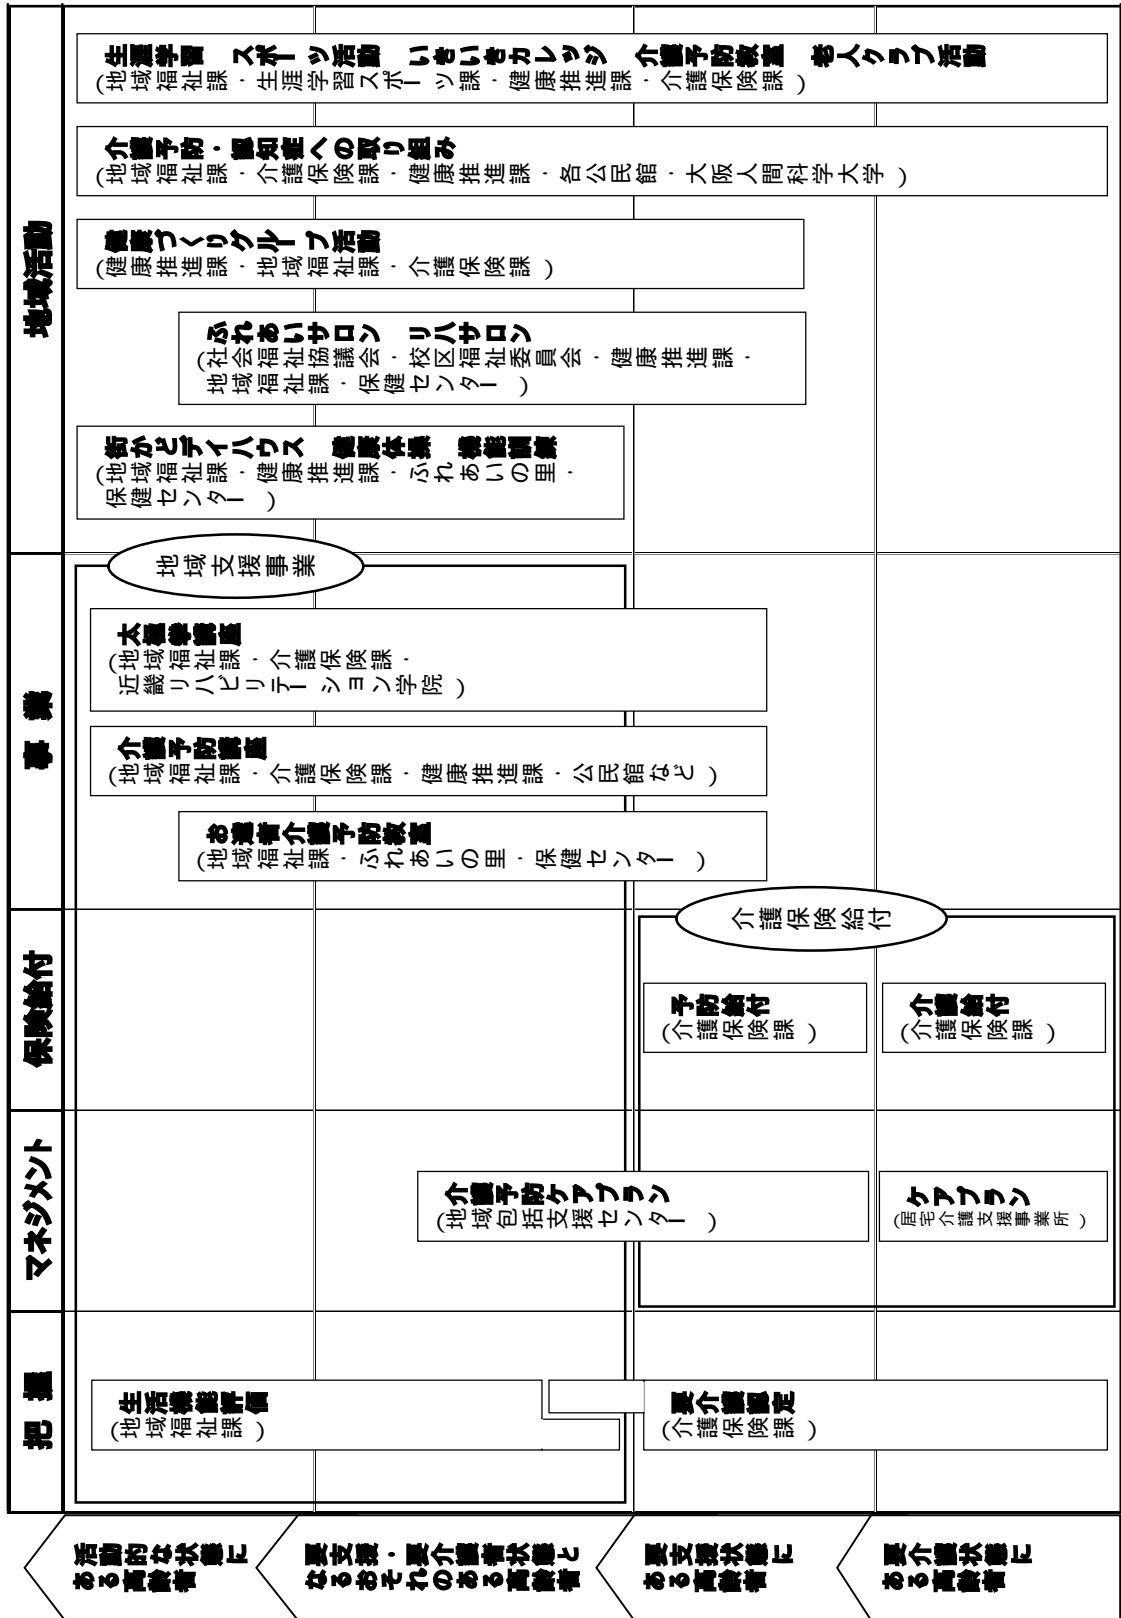 地域活動
生涯学習　スポーツ活動　いきいきカレッジ　介護予防教室　老人クラブ活動
(地域福祉課・生涯学習スポーツ課・健康推進課・介護保険課)
介護予防・認知症への取り組み
(地域福祉課・介護保険課・健康推進課・各公民館・大阪人間科学大学)
健康づくりグループ活動
(健康推進課・地域福祉課・介護保険課)
ふれあいサロン　リハサロン
(社会福祉協議会・校区福祉委員会・健康推進課・
地域福祉課・保健センター)
街かどデイハウス　健康体操　機能訓練
(地域福祉課・健康推進課・ふれあいの里・
保健センター)
事業
地域支援事業
大極拳講座
(地域福祉課・介護保険課・
近畿リハビリテーション学院)
介護予防講座
(地域福祉課・介護保険課・健康推進課・公民館など)
お達者介護予防教室
(地域福祉課・ふれあいの里・保健センター)
保険給付
介護保険給付
予防給付
(介護保険課)
介護給付
(介護保険課)
マネジメント
介護予防ケアプラン
(地域包括支援センター)
ケアプラン
(居宅介護支援事業所)
把握
生活機能評価
(地域福祉課)
要介護認定
(介護保険課)
活動的な状態に
ある高齢者
要支援・要介護者状態と
なるおそれのある高齢者
要支援状態に
ある高齢者
要介護状態に
ある高齢者